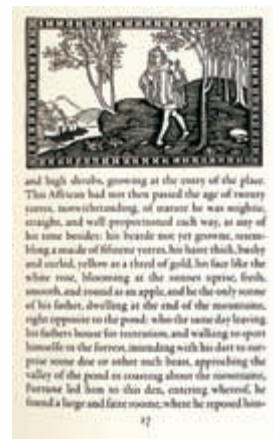 and high shrubs, growing at the entry of the place.
This African had not then passed the age of twenty
yeres, notwithstanding, of stature he was mightie,
straight, and well proportioned each way, as any of
his time besides: his bearde not yet growne, resem-
bling a maide of fifteene yeres, his haire thick, bushy
and curled, yellow as a thred of gold, his face like the
white rose, blooming at the sonnes uprise, fresh,
smooth, and round as an apple, and he the only sonne
of his father, dwelling at the end of the mountaine,
right opposite to the pond: who the same day leaving
his fathers house for recreation, and walking to sport
himselfe in the forrest, intending with his dart to sur-
prise some doe or other such beast, approching the
valley of the pond in coasting about the mountaine,
Fortune led him to this den, entering whereof, he
found a large and faire roome, where he reposed him-
17